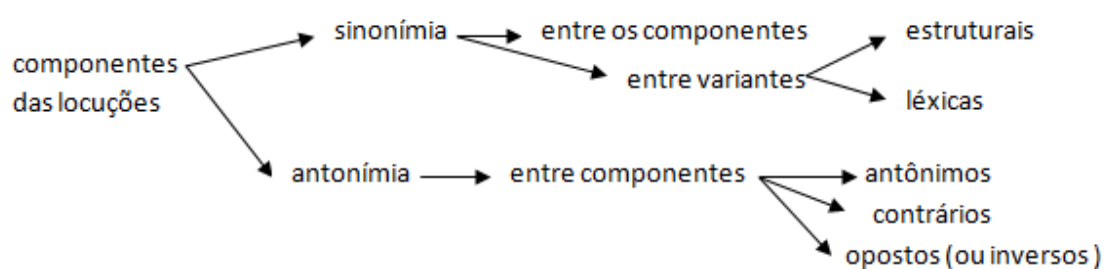 sinonímia entre os componentes estruturais
componentes
das locuções
entre variantes
léxicas
antonímia entre componentes antônimos
contrários
opostos (ou inversos )